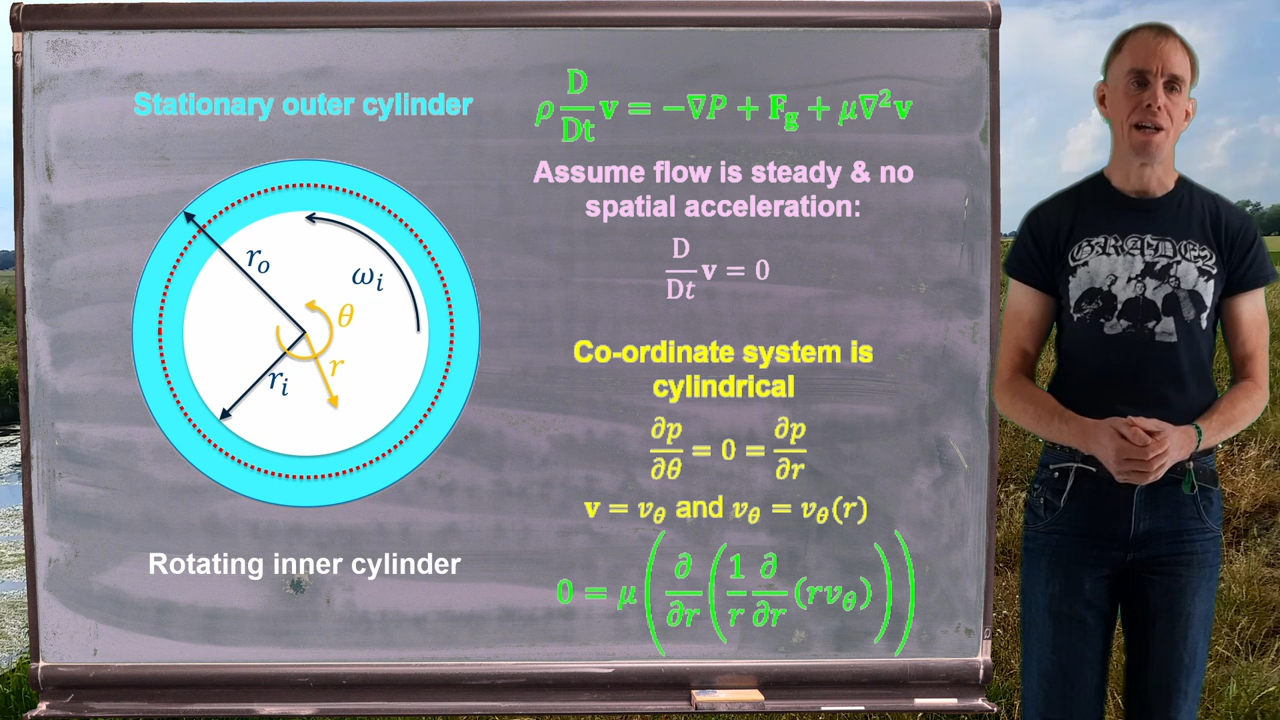 Stationary outer cylinder
r_o
ω_i
θ
r
r_i
Rotating inner cylinder
ρ D/Dt v = −∇P + F_g + μ∇²v
Assume flow is steady & no
spatial acceleration:
D/Dt v = 0
Co-ordinate system is
cylindrical
∂p/∂θ = 0 = ∂p/∂r
v = v_θ and v_θ = v_θ(r)
0 = μ(∂/∂r(1/r ∂/∂r (rv_θ)))
GRADE2